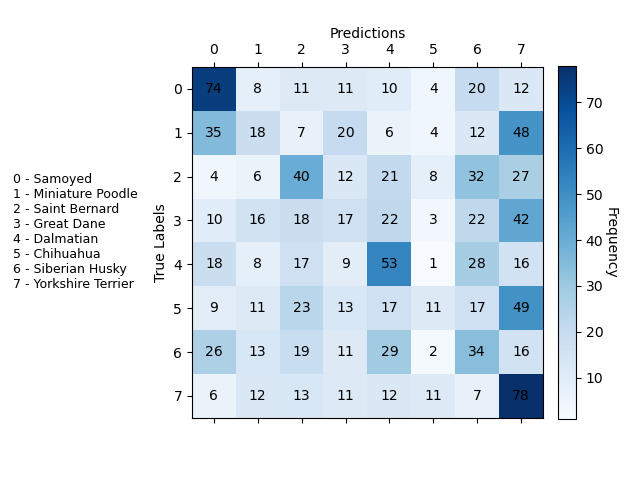 Predictions
0 1 2 3 4 5 6 7
0 74 8 11 11 10 4 20 12
1 35 18 7 20 6 4 12 48
2 4 6 40 12 21 8 32 27
3 10 16 18 17 22 3 22 42
4 18 8 17 9 53 1 28 16
5 9 11 23 13 17 11 17 49
6 26 13 19 11 29 2 34 16
7 6 12 13 11 12 11 7 78
True Labels
0 - Samoyed
1 - Miniature Poodle
2 - Saint Bernard
3 - Great Dane
4 - Dalmatian
5 - Chihuahua
6 - Siberian Husky
7 - Yorkshire Terrier
70
60
50
40
30
20
10
Frequency